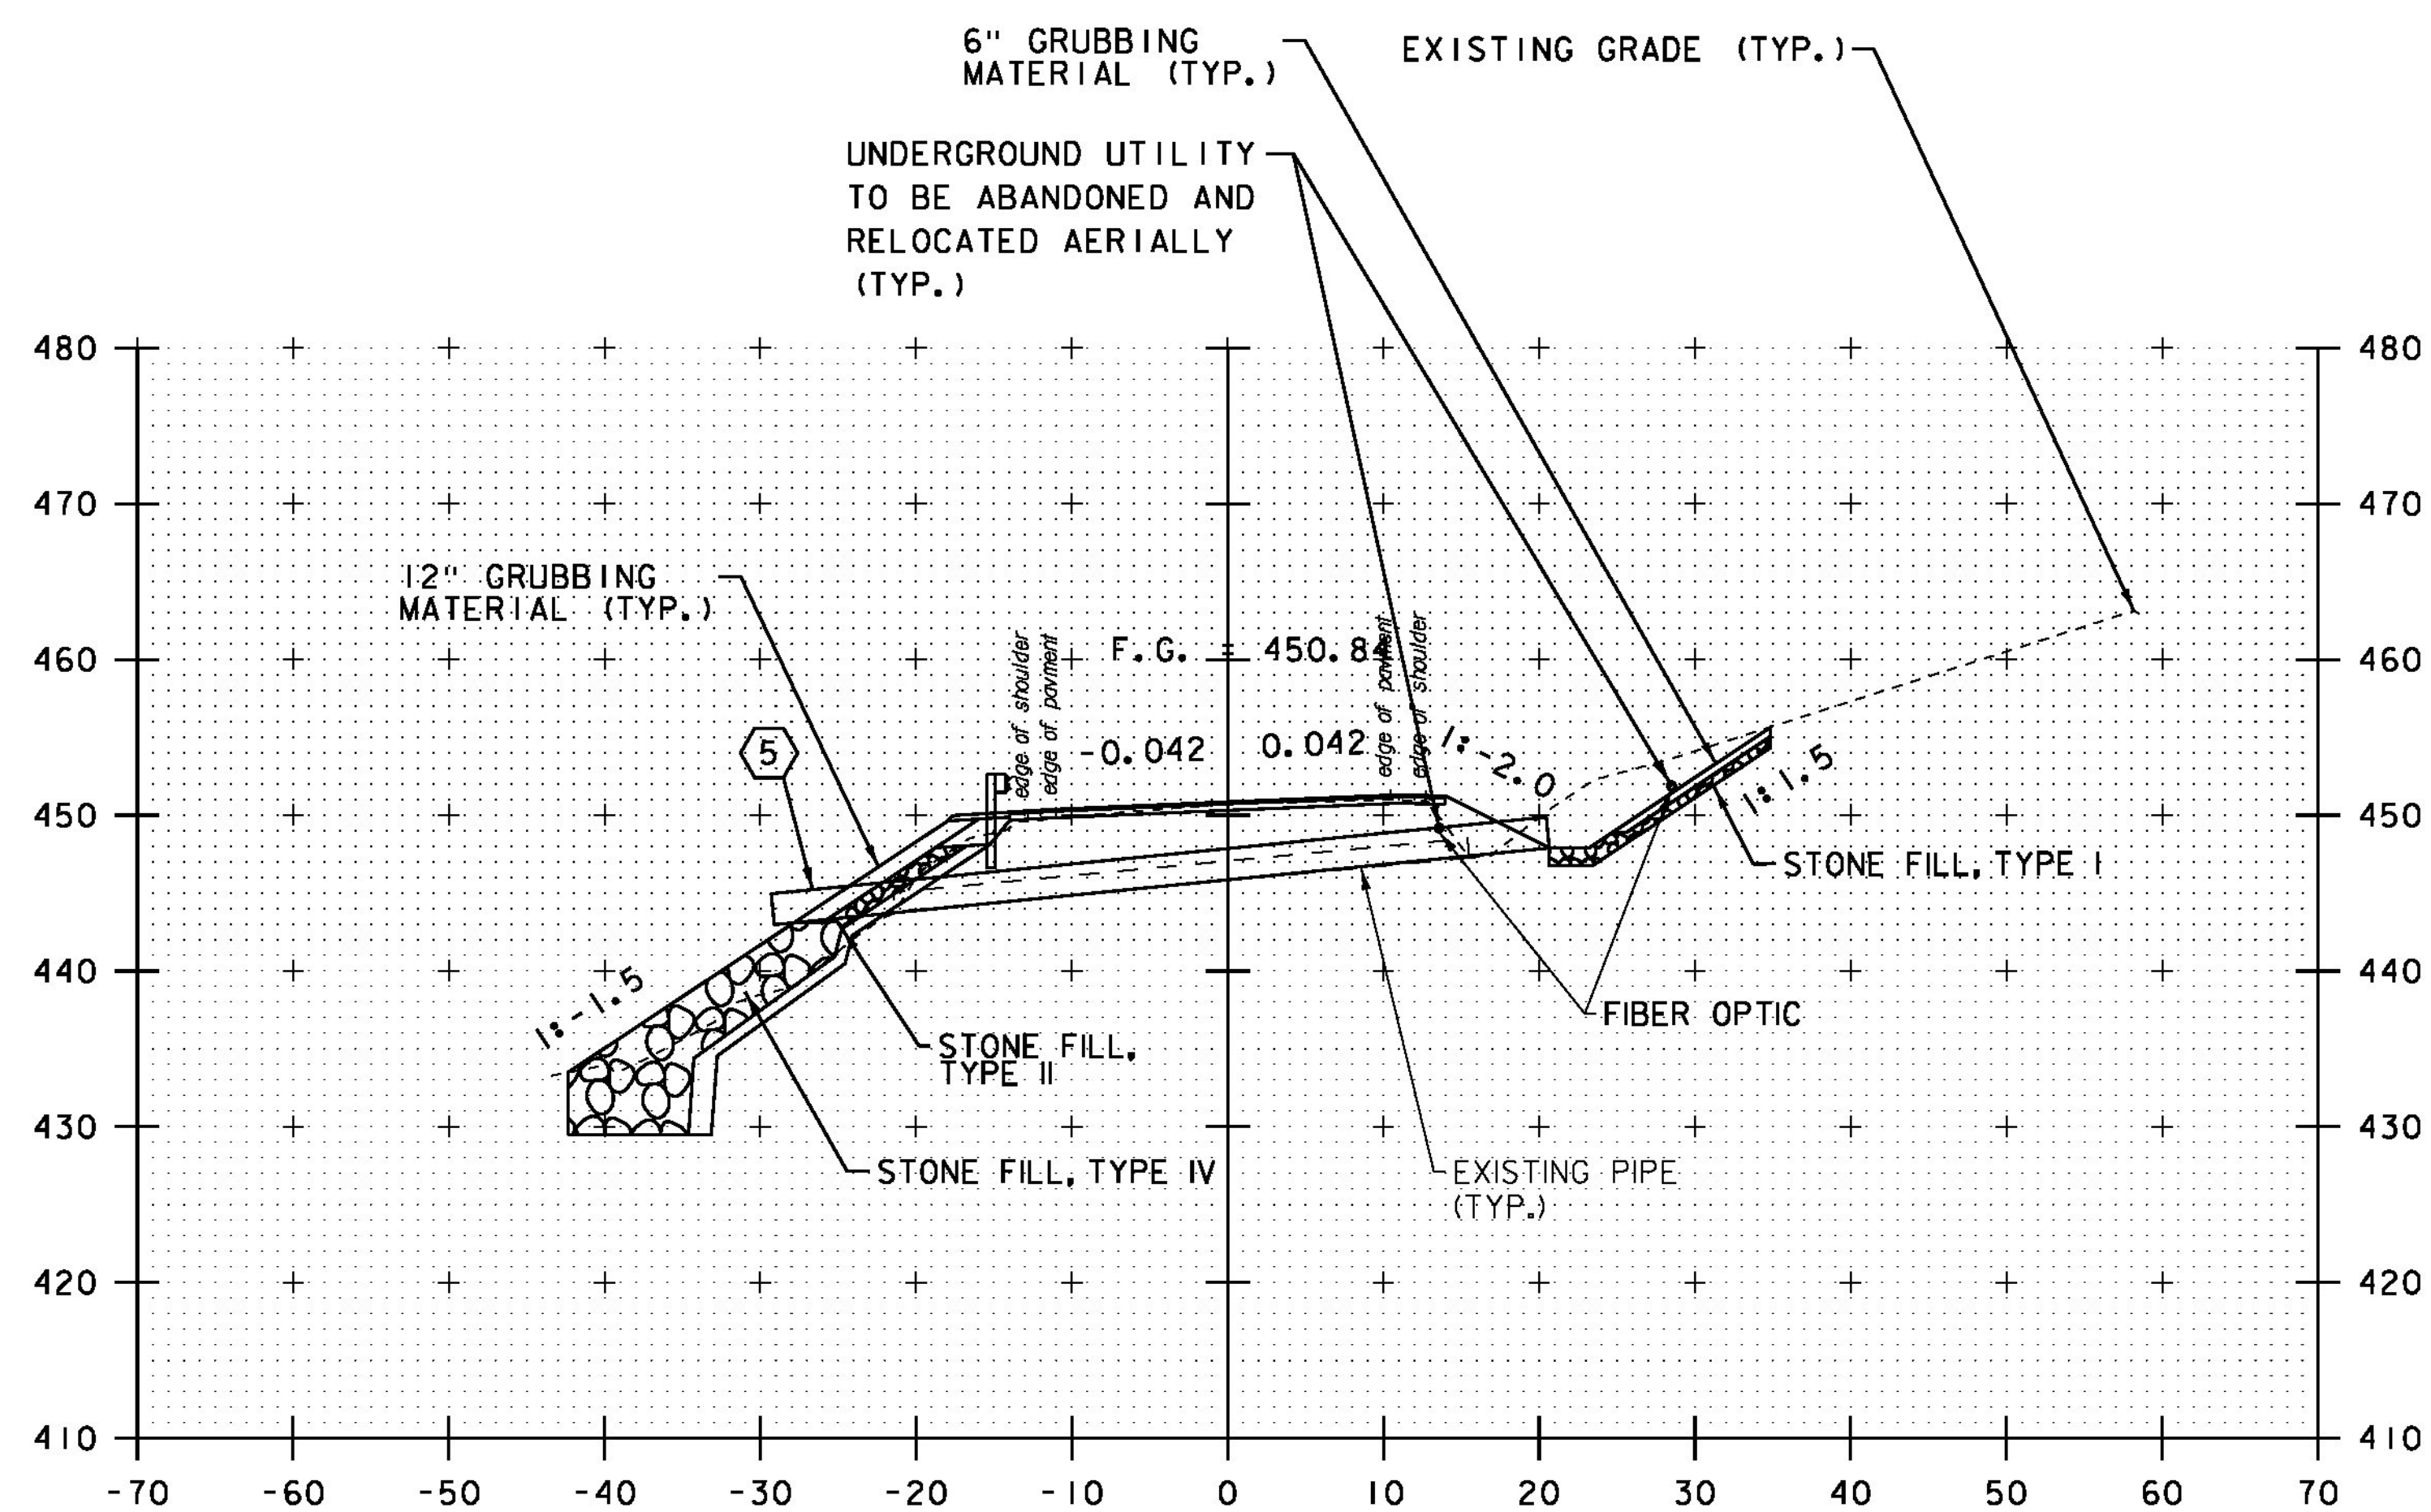 6" GRUBBING
MATERIAL (TYP.)
EXISTING GRADE (TYP.)
UNDERGROUND UTILITY
TO BE ABANDONED AND
RELOCATED AERIALLY
(TYP.)
480
480
470
470
12" GRUBBING
MATERIAL (TYP.)
460
460
F.G. = 450.84
edge of shoulder
edge of pavment
edge of pavment
edge of shoulder
-0.042
0.042
1:-2.0
1:1.5
5
450
450
STONE FILL, TYPE I
440
440
1:-1.5
FIBER OPTIC
STONE FILL,
TYPE II
430
430
STONE FILL, TYPE IV
EXISTING PIPE
(TYP.)
420
420
410
410
-70 -60 -50 -40 -30 -20 -10 0 10 20 30 40 50 60 70